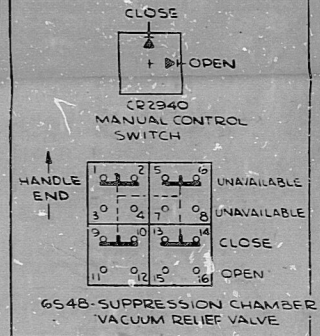 CLOSE
OPEN
CR2940
MANUAL CONTROL
SWITCH
HANDLE
END
1 2 5 6 UNAVAILABLE
3 4 7 8 UNAVAILABLE
9 10 13 14 CLOSE
11 12 15 16 OPEN
6S48-SUPPRESSION CHAMBER
VACUUM RELIEF VALVE